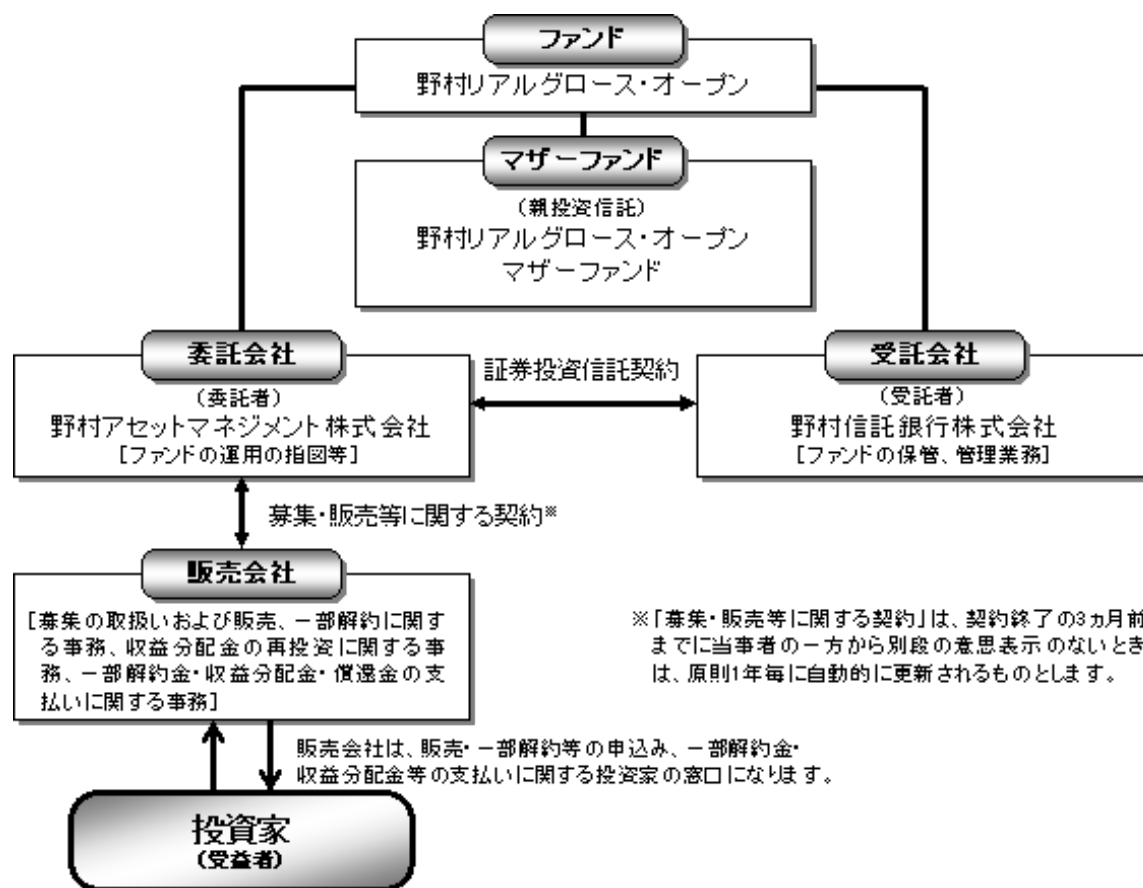 ファンド
野村リアルグロース・オープン
マザーファンド
(親投資信託)
野村リアルグロース・オープン
マザーファンド
委託会社
(委託者)
野村アセットマネジメント株式会社
[ファンドの運用の指図等]
証券投資信託契約
受託会社
(受託者)
野村信託銀行株式会社
[ファンドの保管、管理業務]
募集・販売等に関する契約※
販売会社
[募集の取扱いおよび販売、一部解約に関す
る事務、収益分配金の再投資に関する事
務、一部解約金・収益分配金・償還金の支
払いに関する事務]
※「募集・販売等に関する契約」は、契約終了の3ヵ月前
までに当事者の一方から別段の意思表示のないとき
は、原則1年毎に自動的に更新されるものとします。
販売会社は、販売・一部解約等の申込み、一部解約金・
収益分配金等の支払いに関する投資家の窓口になります。
投資家
(受益者)